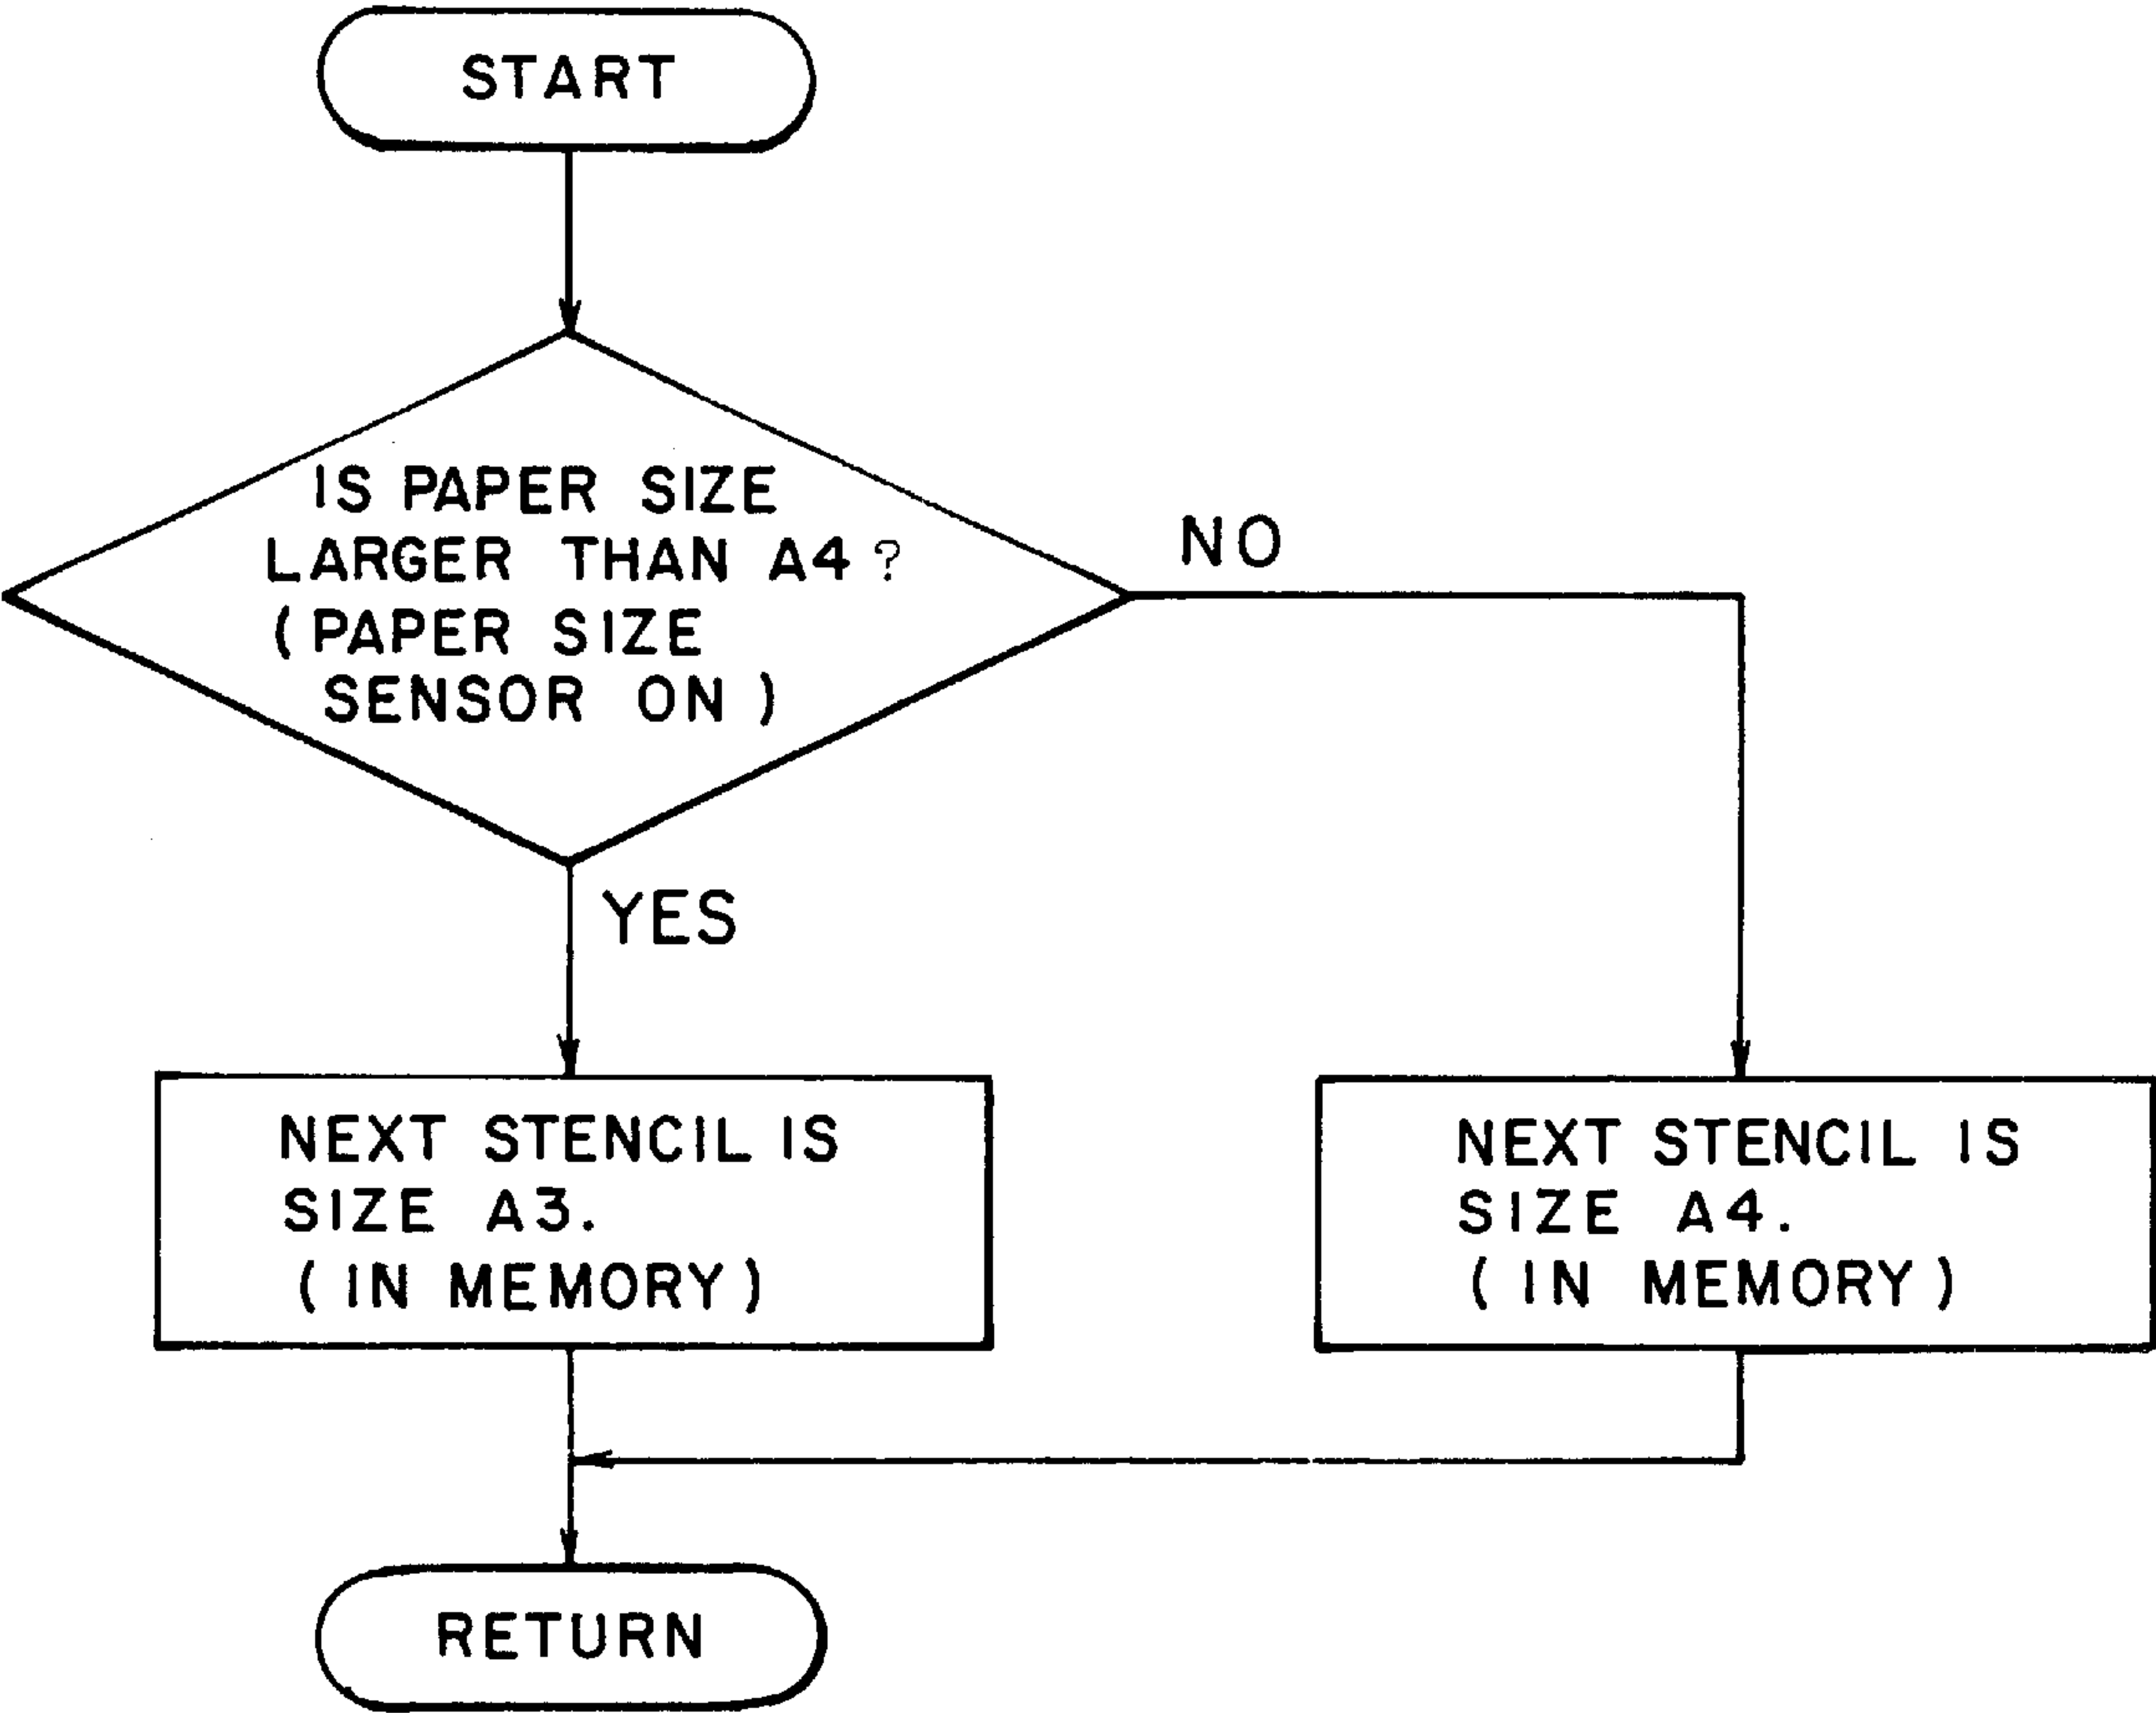 START
IS PAPER SIZE
LARGER THAN A4?
(PAPER SIZE
SENSOR ON)
NO
YES
NEXT STENCIL IS
SIZE A3.
(IN MEMORY)
NEXT STENCIL IS
SIZE A4.
(IN MEMORY)
RETURN